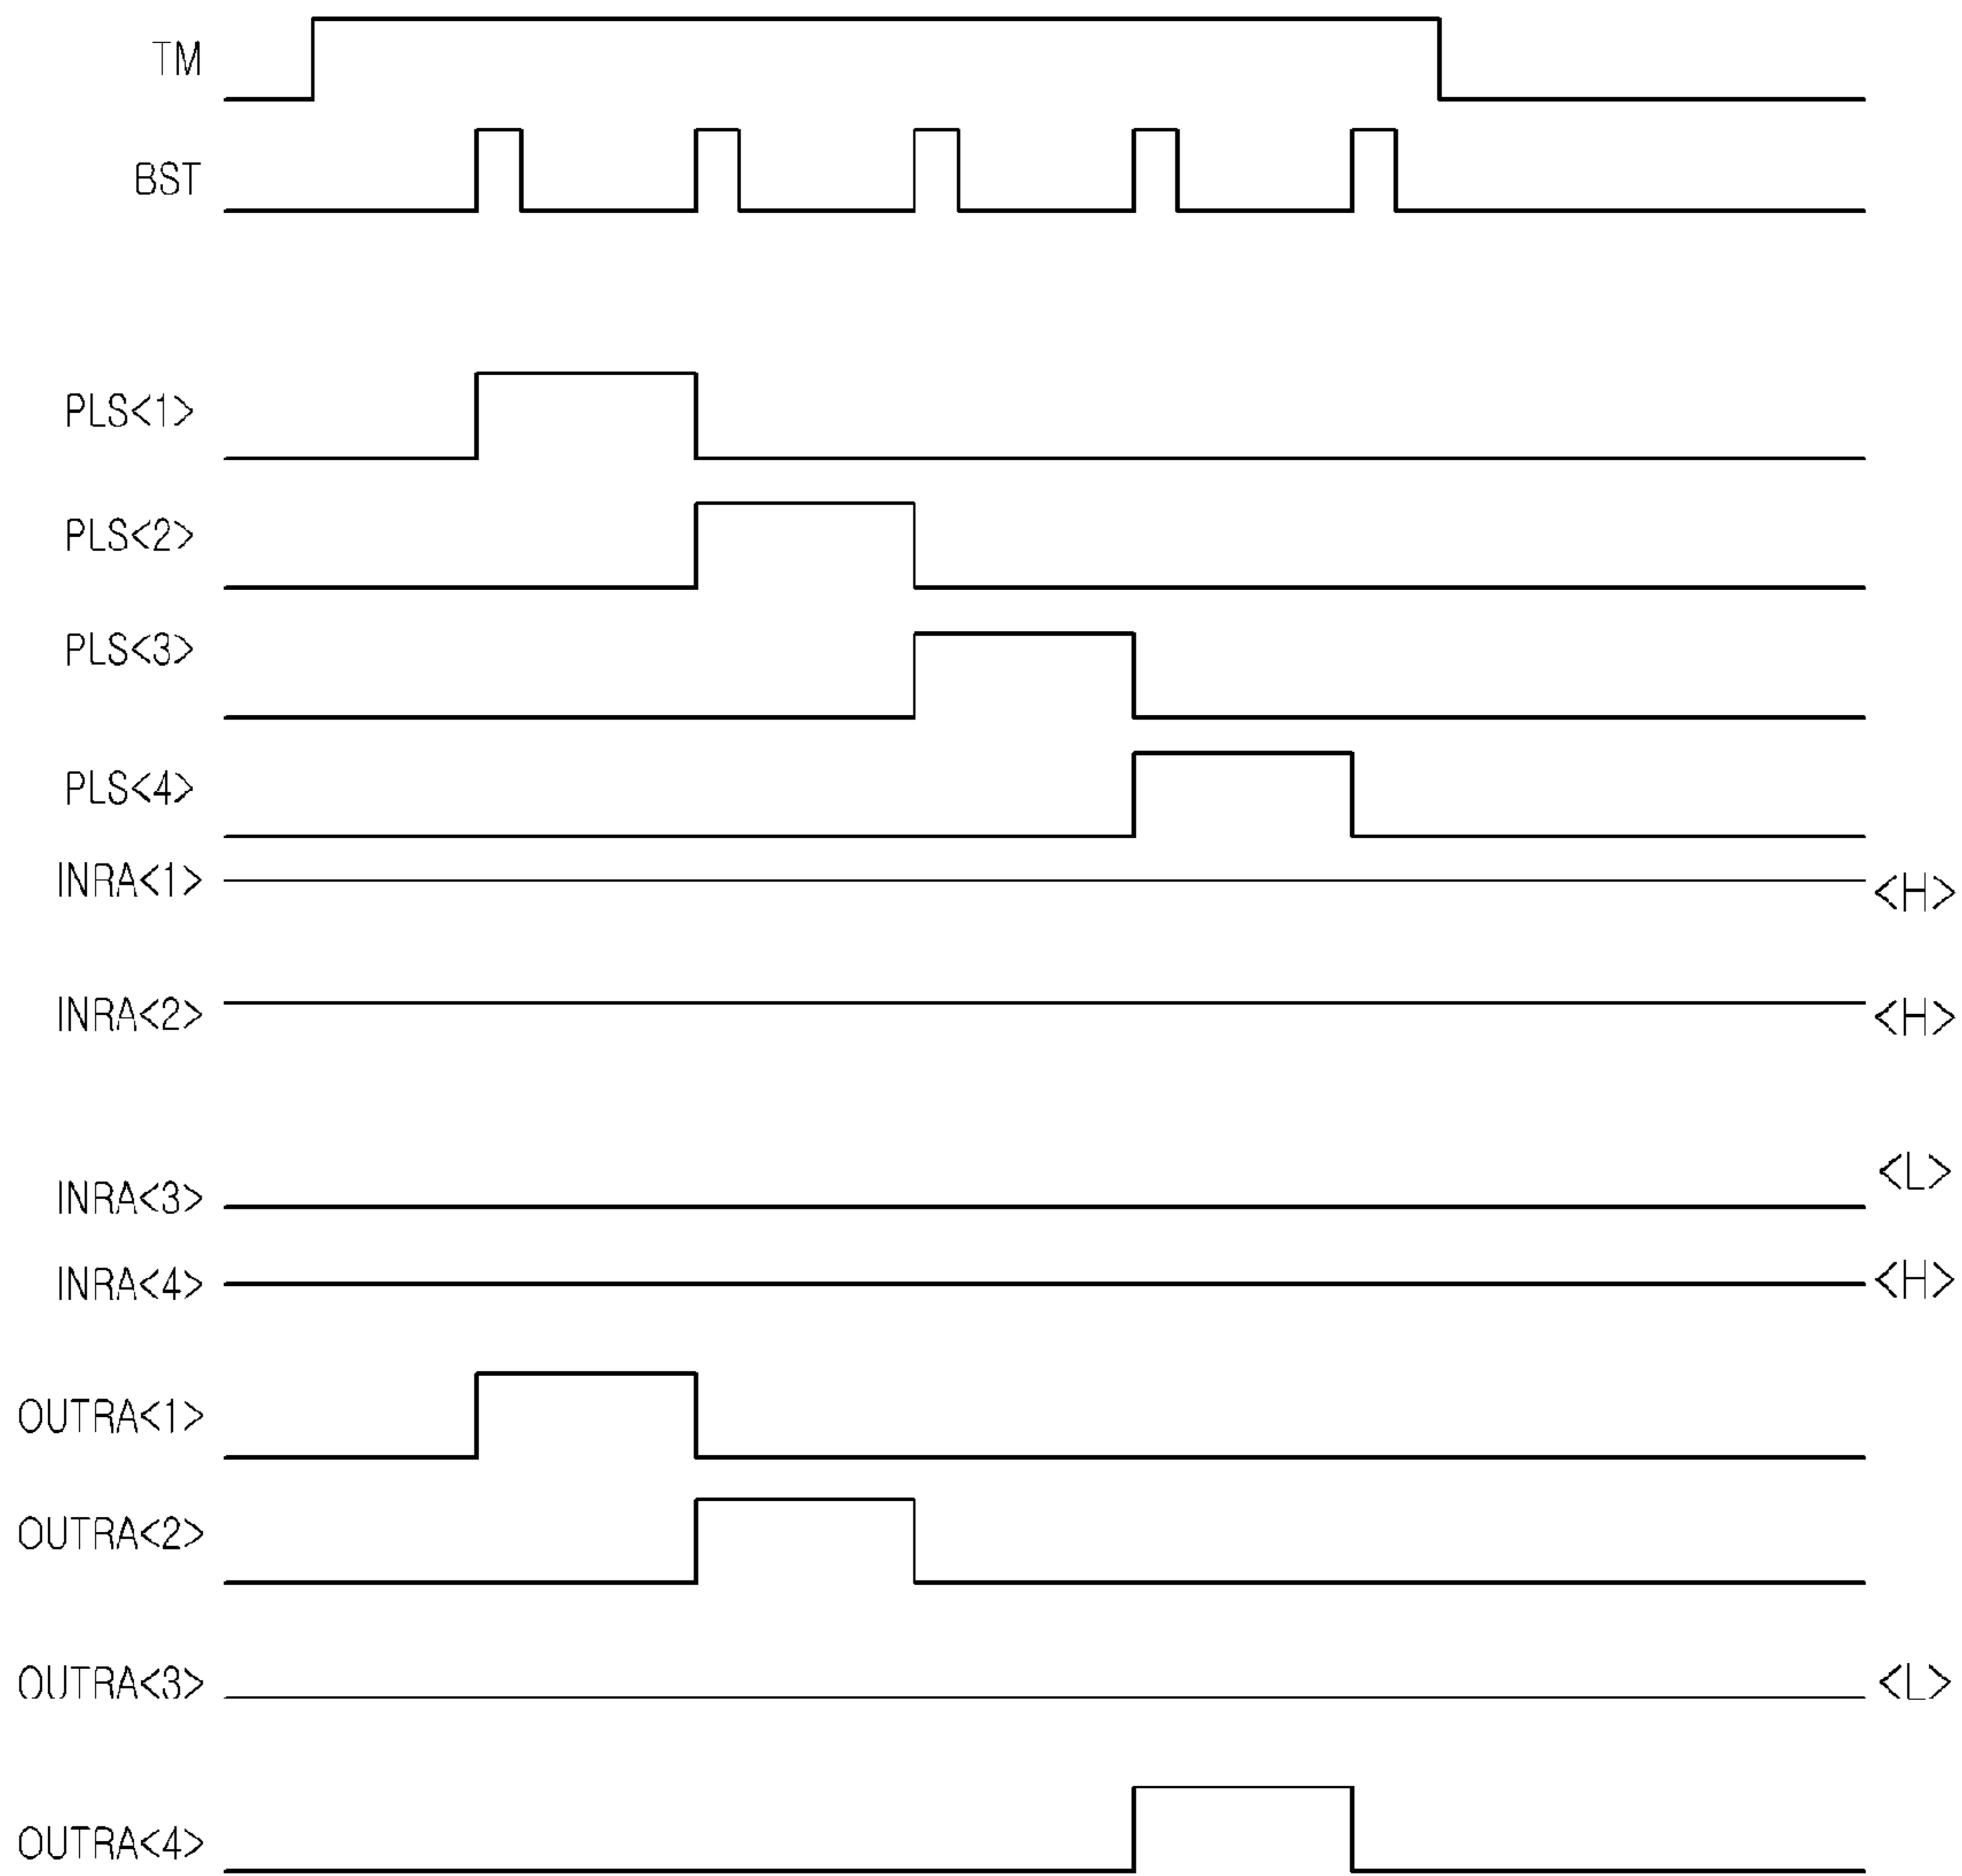 TM
BST
PLS<1>
PLS<2>
PLS<3>
PLS<4>
INRA<1> <H>
INRA<2> <H>
INRA<3> <L>
INRA<4> <H>
OUTRA<1>
OUTRA<2>
OUTRA<3> <L>
OUTRA<4>